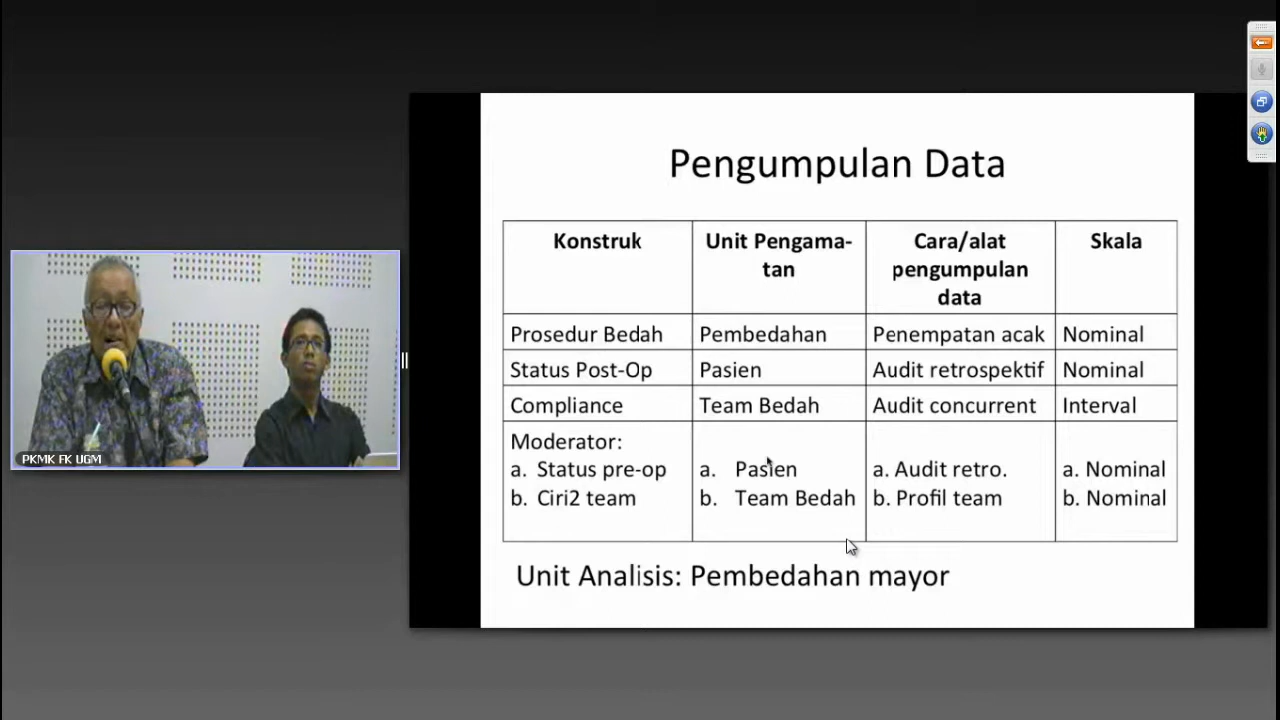 Pengumpulan Data
Konstruk
Unit Pengama-
tan
Cara/alat
pengumpulan
data
Skala
Prosedur Bedah
Pembedahan
Penempatan acak
Nominal
Status Post-Op
Pasien
Audit retrospektif
Nominal
Compliance
Team Bedah
Audit concurrent
Interval
Moderator:
a. Status pre-op
b. Ciri2 team
a. Pasien
b. Team Bedah
a. Audit retro.
b. Profil team
a. Nominal
b. Nominal
Unit Analisis: Pembedahan mayor
PKMK FK UGM